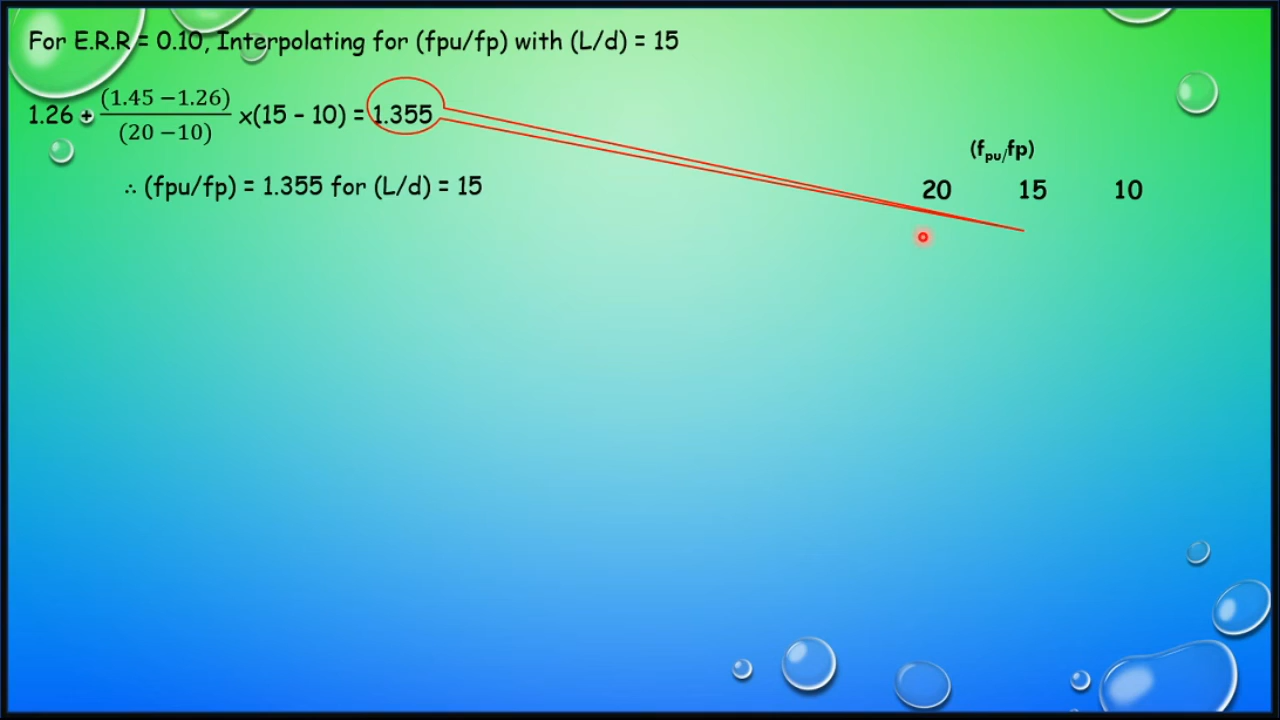 For E.R.R = 0.10, Interpolating for (fpu/fp) with (L/d) = 15
1.26 + (1.45 −1.26)/(20 −10) x(15 – 10) = 1.355
∴ (fpu/fp) = 1.355 for (L/d) = 15
(fpu/fp)
20 15 10